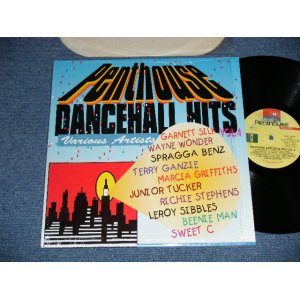 Penthouse
DANCEHALL HITS
Various Artists
VOL.4
GARNETT SILK
WAYNE WONDER
SPRAGGA BENZ
TERRY GANZIE
MARCIA GRIFFITHS
JUNIOR TUCKER
RICHIE STEPHENS
LEROY SIBBLES
BEENIE MAN
SWEET C
Penthouse